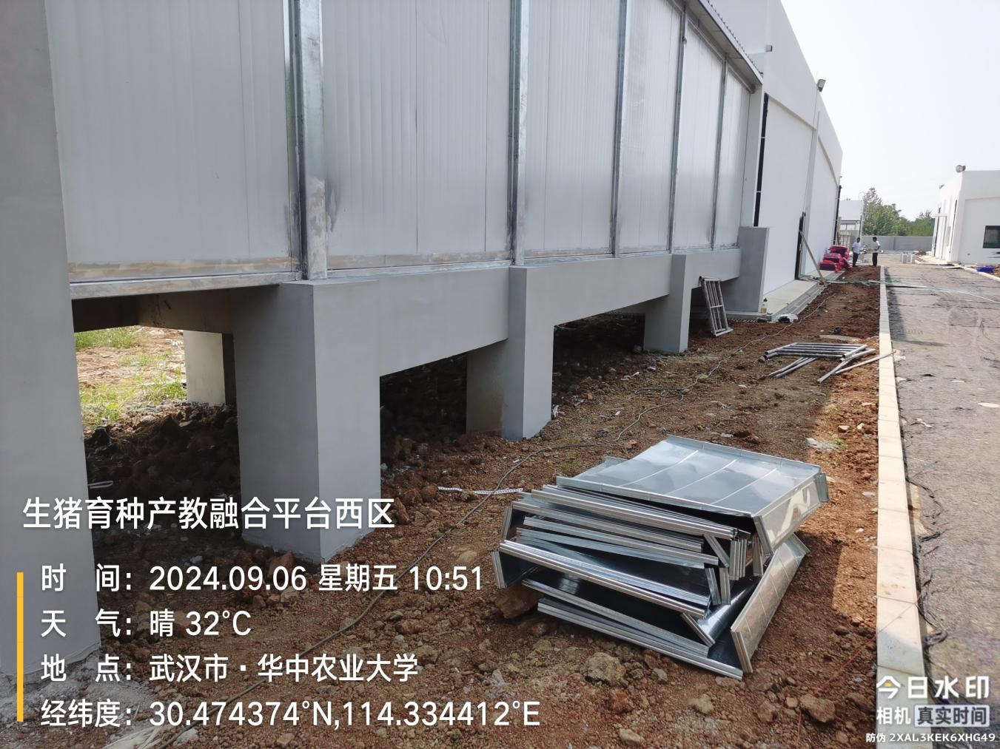 生猪育种产教融合平台西区
时 间：2024.09.06 星期五 10:51
天 气：晴 32°C
地 点：武汉市·华中农业大学
经纬度：30.474374°N,114.334412°E
今日水印
相机 真实时间
防伪 2XAL3KEK6XHG49